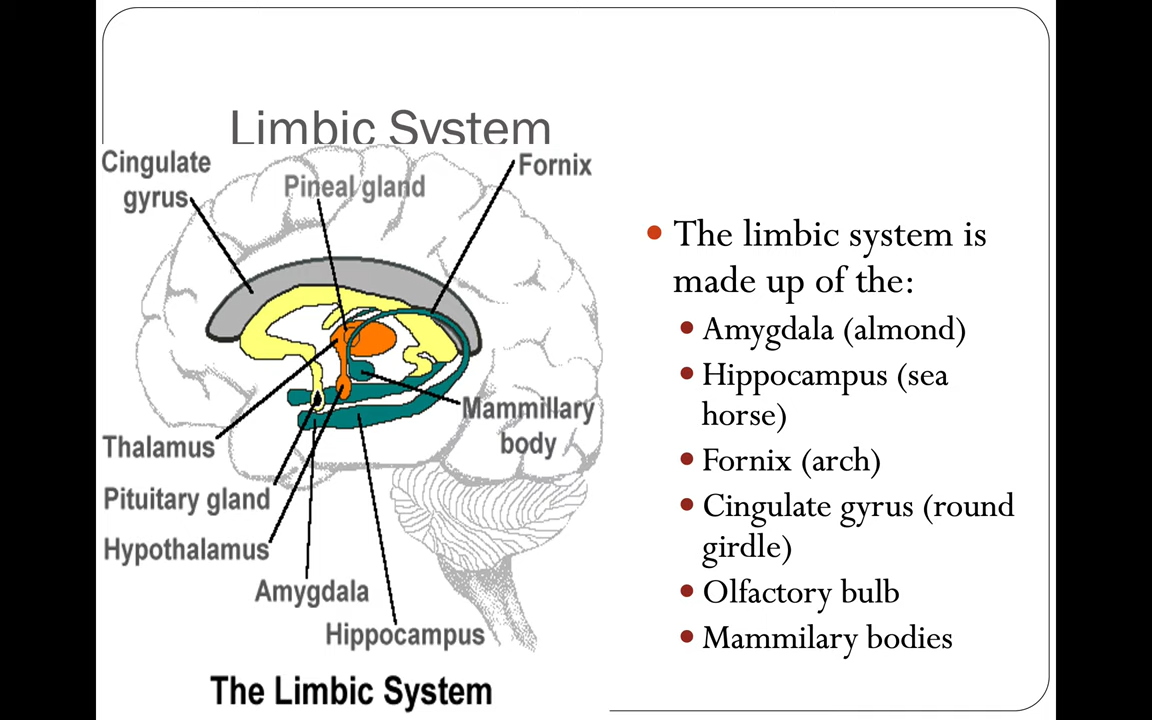 Limbic System
Cingulate
gyrus
Pineal gland
Fornix
Mammillary
body
Thalamus
Pituitary gland
Hypothalamus
Amygdala
Hippocampus
The Limbic System
• The limbic system is
made up of the:
• Amygdala (almond)
• Hippocampus (sea
horse)
• Fornix (arch)
• Cingulate gyrus (round
girdle)
• Olfactory bulb
• Mammilary bodies